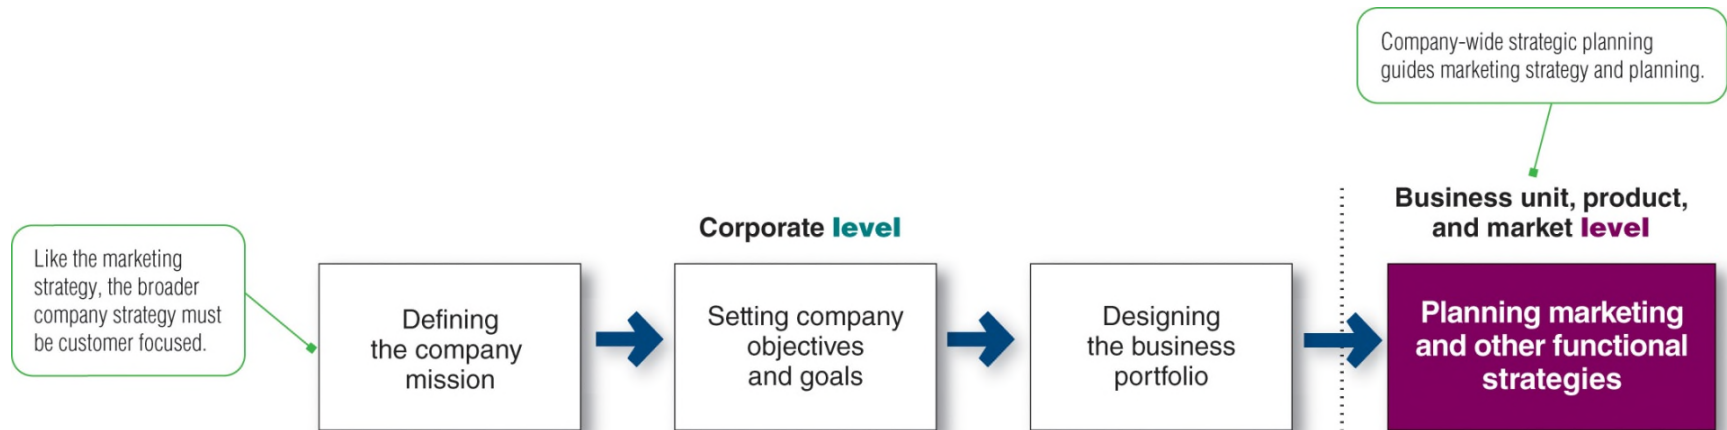 Company-wide strategic planning
guides marketing strategy and planning.
Business unit, product,
and market level
Corporate level
Like the marketing
strategy, the broader
company strategy must
be customer focused.
Defining
the company
mission
Setting company
objectives
and goals
Designing
the business
portfolio
Planning marketing
and other functional
strategies